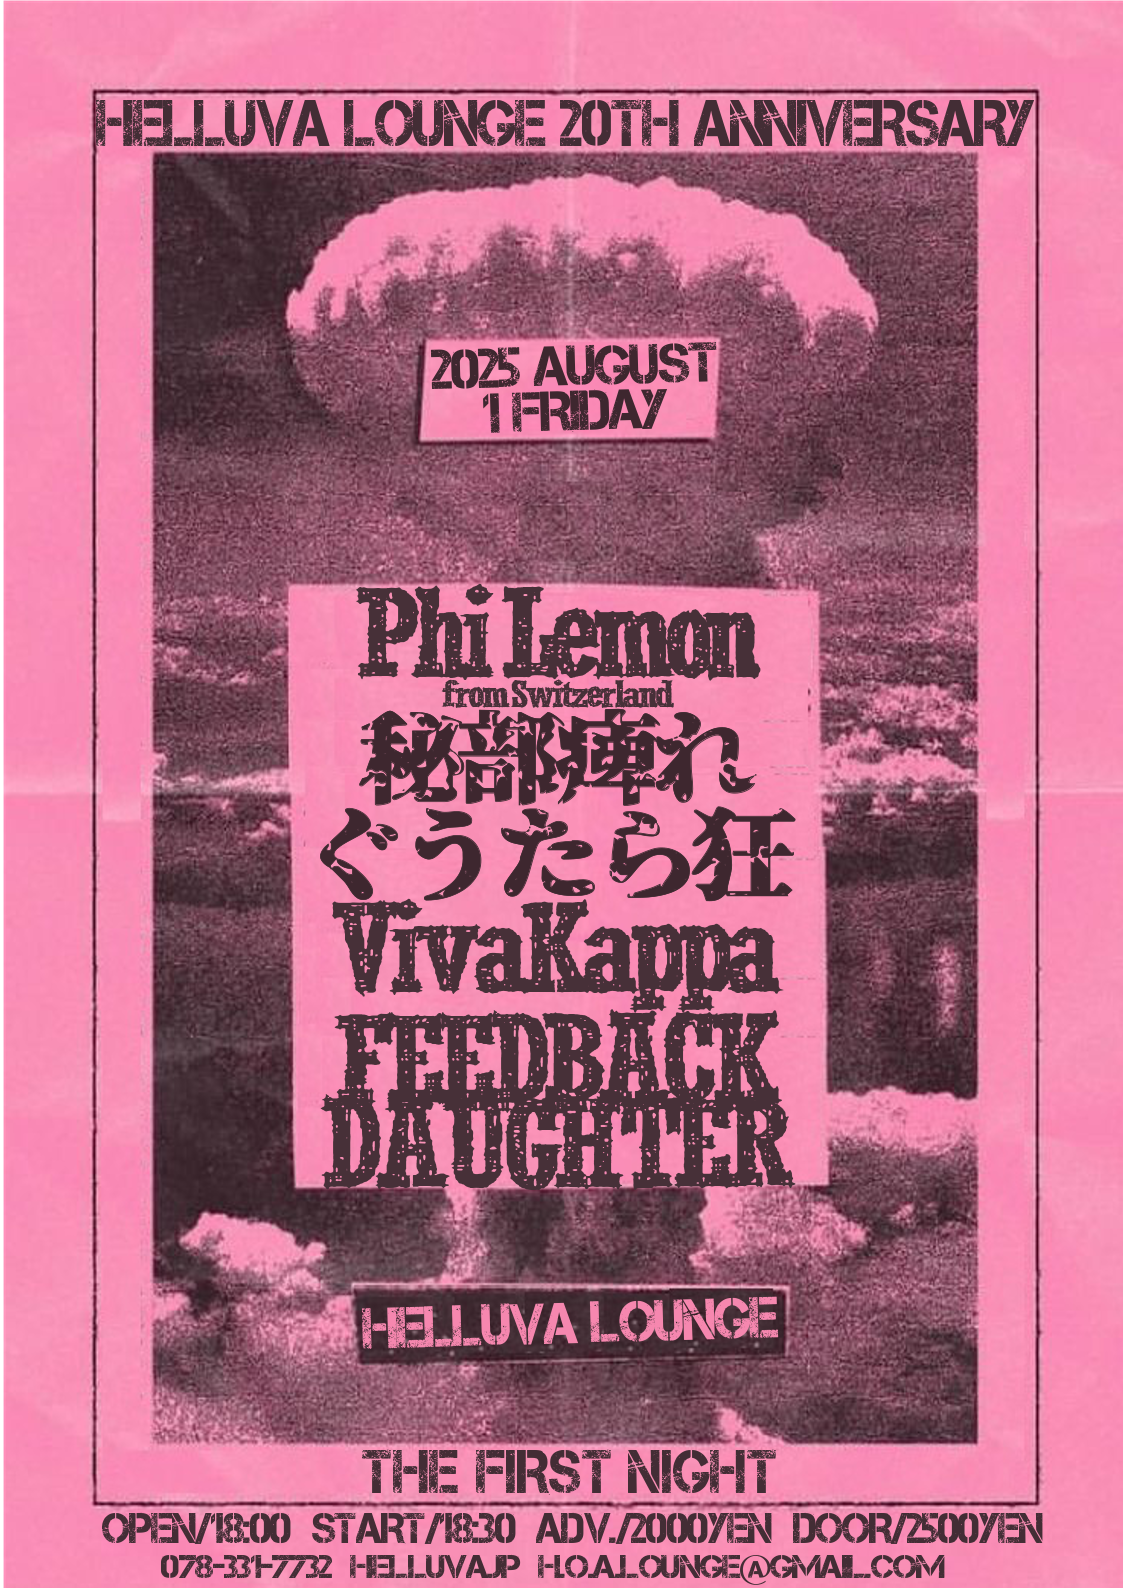 HELLUVA LOUNGE 20TH ANNIVERSARY
2025 AUGUST
1 FRIDAY
Phi Lemon
from Switzerland
秘部痺れ
ぐうたら狂
VivaKappa
FEEDBACK
DAUGHTER
HELLUVA LOUNGE
THE FIRST NIGHT
OPEN/18:00 START/18:30 ADV./2000YEN DOOR/2500YEN
078-331-7732 HELLUVA.JP H.O.A.LOUNGE@GMAIL.COM